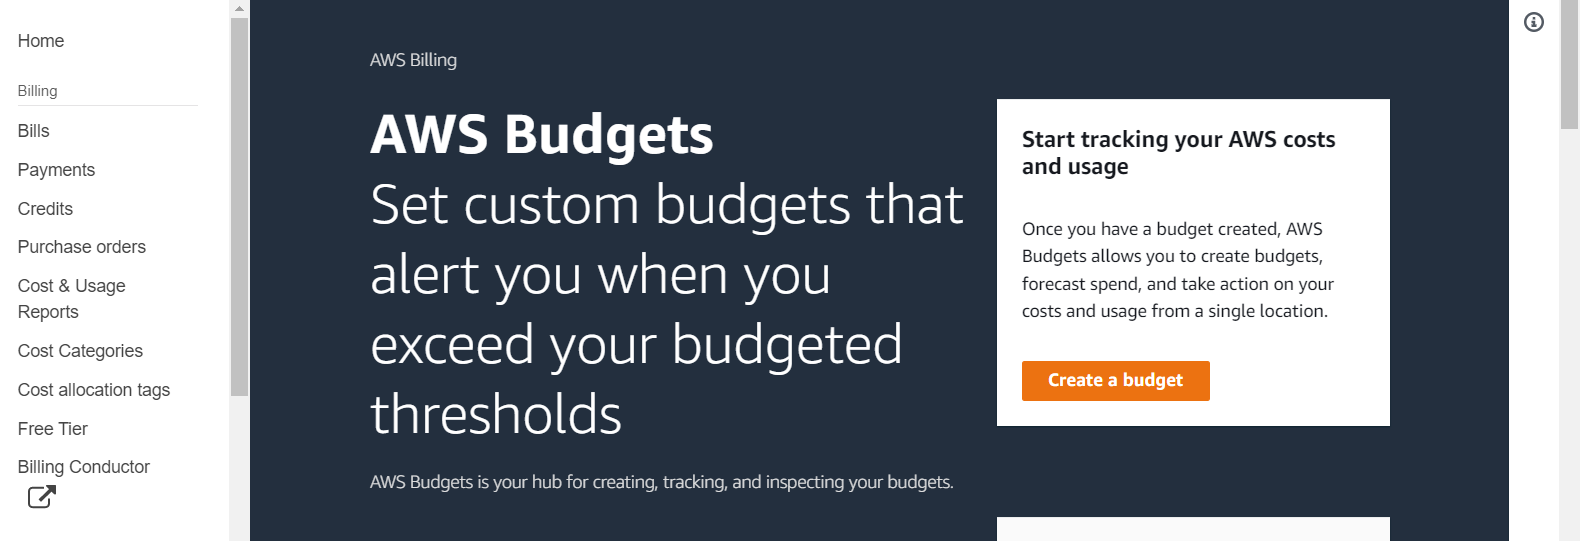 Home
Billing
Bills
Payments
Credits
Purchase orders
Cost & Usage
Reports
Cost Categories
Cost allocation tags
Free Tier
Billing Conductor
AWS Billing
AWS Budgets
Set custom budgets that
alert you when you
exceed your budgeted
thresholds
AWS Budgets is your hub for creating, tracking, and inspecting your budgets.
Start tracking your AWS costs
and usage
Once you have a budget created, AWS
Budgets allows you to create budgets,
forecast spend, and take action on your
costs and usage from a single location.
Create a budget